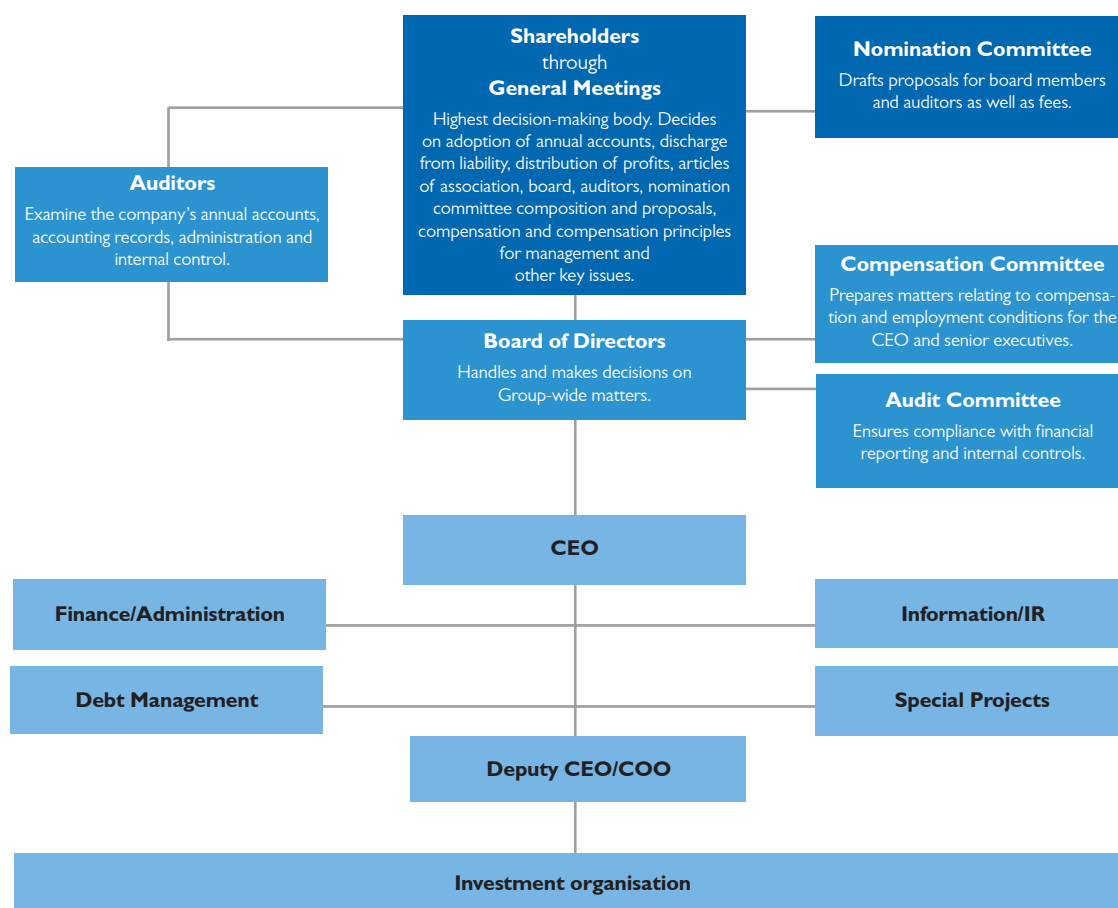 Shareholders
through
General Meetings
Highest decision-making body. Decides
on adoption of annual accounts, discharge
from liability, distribution of profits, articles
of association, board, auditors, nomination
committee composition and proposals,
compensation and compensation principles
for management and
other key issues.
Nomination Committee
Drafts proposals for board members
and auditors as well as fees.
Auditors
Examine the company's annual accounts,
accounting records, administration and
internal control.
Compensation Committee
Prepares matters relating to compensa-
tion and employment conditions for the
CEO and senior executives.
Board of Directors
Handles and makes decisions on
Group-wide matters.
Audit Committee
Ensures compliance with financial
reporting and internal controls.
CEO
Finance/Administration
Information/IR
Debt Management
Special Projects
Deputy CEO/COO
Investment organisation